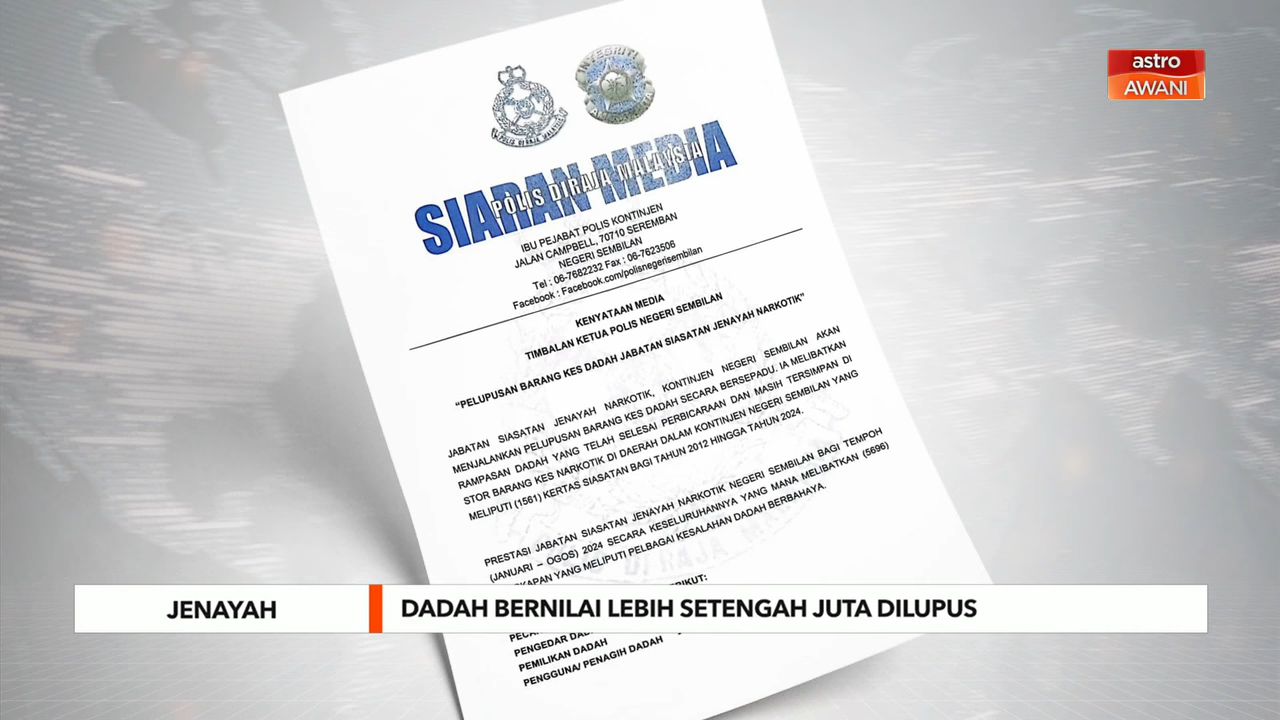 astro
AWANI
POLIS DIRAJA MALAYSIA
INTEGRITI
SIARAN MEDIA
POLIS DIRAJA MALAYSIA
IBU PEJABAT POLIS KONTINJEN
JALAN CAMPBELL, 70710 SEREMBAN
NEGERI SEMBILAN
Tel : 06-7682232 Fax : 06-7623506
Facebook : Facebook.com/polisnegerisembilan
KENYATAAN MEDIA
TIMBALAN KETUA POLIS NEGERI SEMBILAN
“PELUPUSAN BARANG KES DADAH JABATAN SIASATAN JENAYAH NARKOTIK”
JABATAN SIASATAN JENAYAH NARKOTIK, KONTINJEN NEGERI SEMBILAN AKAN
MENJALANKAN PELUPUSAN BARANG KES DADAH SECARA BERSEPADU. IA MELIBATKAN
RAMPASAN DADAH YANG TELAH SELESAI PERBICARAAN DAN MASIH TERSIMPAN DI
STOR BARANG KES NARKOTIK DI DAERAH DALAM KONTINJEN NEGERI SEMBILAN YANG
MELIPUTI (1561) KERTAS SIASATAN BAGI TAHUN 2012 HINGGA TAHUN 2024.
PRESTASI JABATAN SIASATAN JENAYAH NARKOTIK NEGERI SEMBILAN BAGI TEMPOH
(JANUARI – OGOS) 2024 SECARA KESELURUHANNYA YANG MANA MELIBATKAN (5696)
YANG MELIPUTI PELBAGAI KESALAHAN DADAH BERBAHAYA.
JENAYAH
DADAH BERNILAI LEBIH SETENGAH JUTA DILUPUS
PEMILIKAN DADAH
PENGGUNA/ PENAGIH DADAH